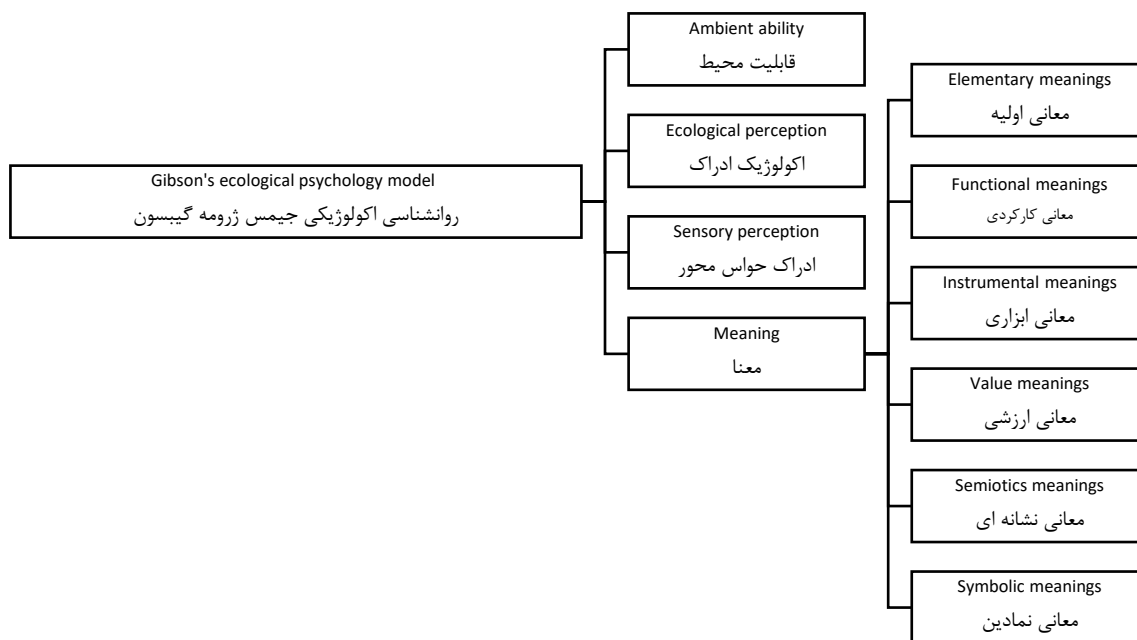 Gibson's ecological psychology model
روانشناسی اکولوژیکی جیمس ژرومه گیبسون
Ambient ability
قابلیت محیط
Ecological perception
اکولوژیک ادراک
Sensory perception
ادراک حواس محور
Meaning
معنا
Elementary meanings
معانی اولیه
Functional meanings
معانی کارکردی
Instrumental meanings
معانی ابزاری
Value meanings
معانی ارزشی
Semiotics meanings
معانی نشانه ای
Symbolic meanings
معانی نمادین